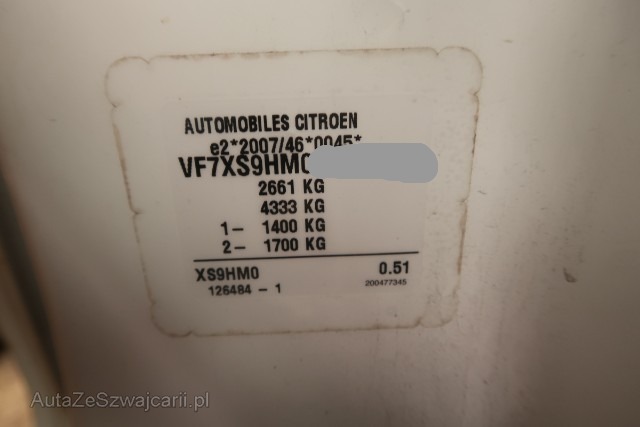 AUTOMOBILES CITROEN
e2*2007/46*0045*
VF7XS9HM0
2661 KG
4333 KG
1- 1400 KG
2- 1700 KG
XS9HM0 0.51
126484 - 1 200477345
AutaZeSzwajcarii.pl